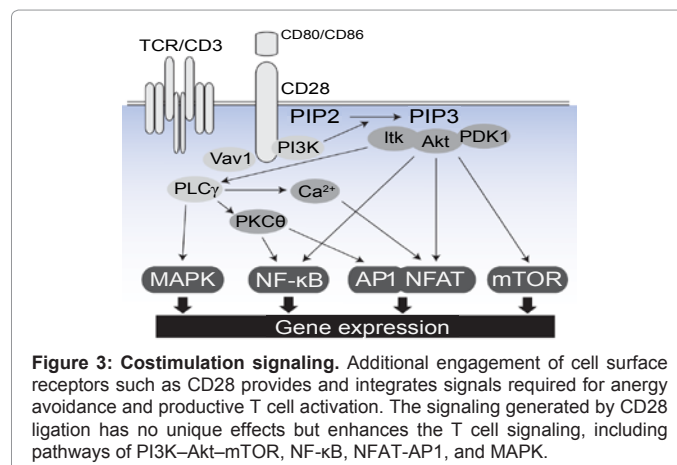 TCR/CD3
CD80/CD86
CD28
PIP2
PIP3
Itk
Akt
PDK1
PI3K
Vav1
PLCγ
Ca²⁺
PKCθ
MAPK
NF-κB
AP1 NFAT
mTOR
Gene expression
Figure 3: Costimulation signaling. Additional engagement of cell surface
receptors such as CD28 provides and integrates signals required for anergy
avoidance and productive T cell activation. The signaling generated by CD28
ligation has no unique effects but enhances the T cell signaling, including
pathways of PI3K–Akt–mTOR, NF-κB, NFAT-AP1, and MAPK.